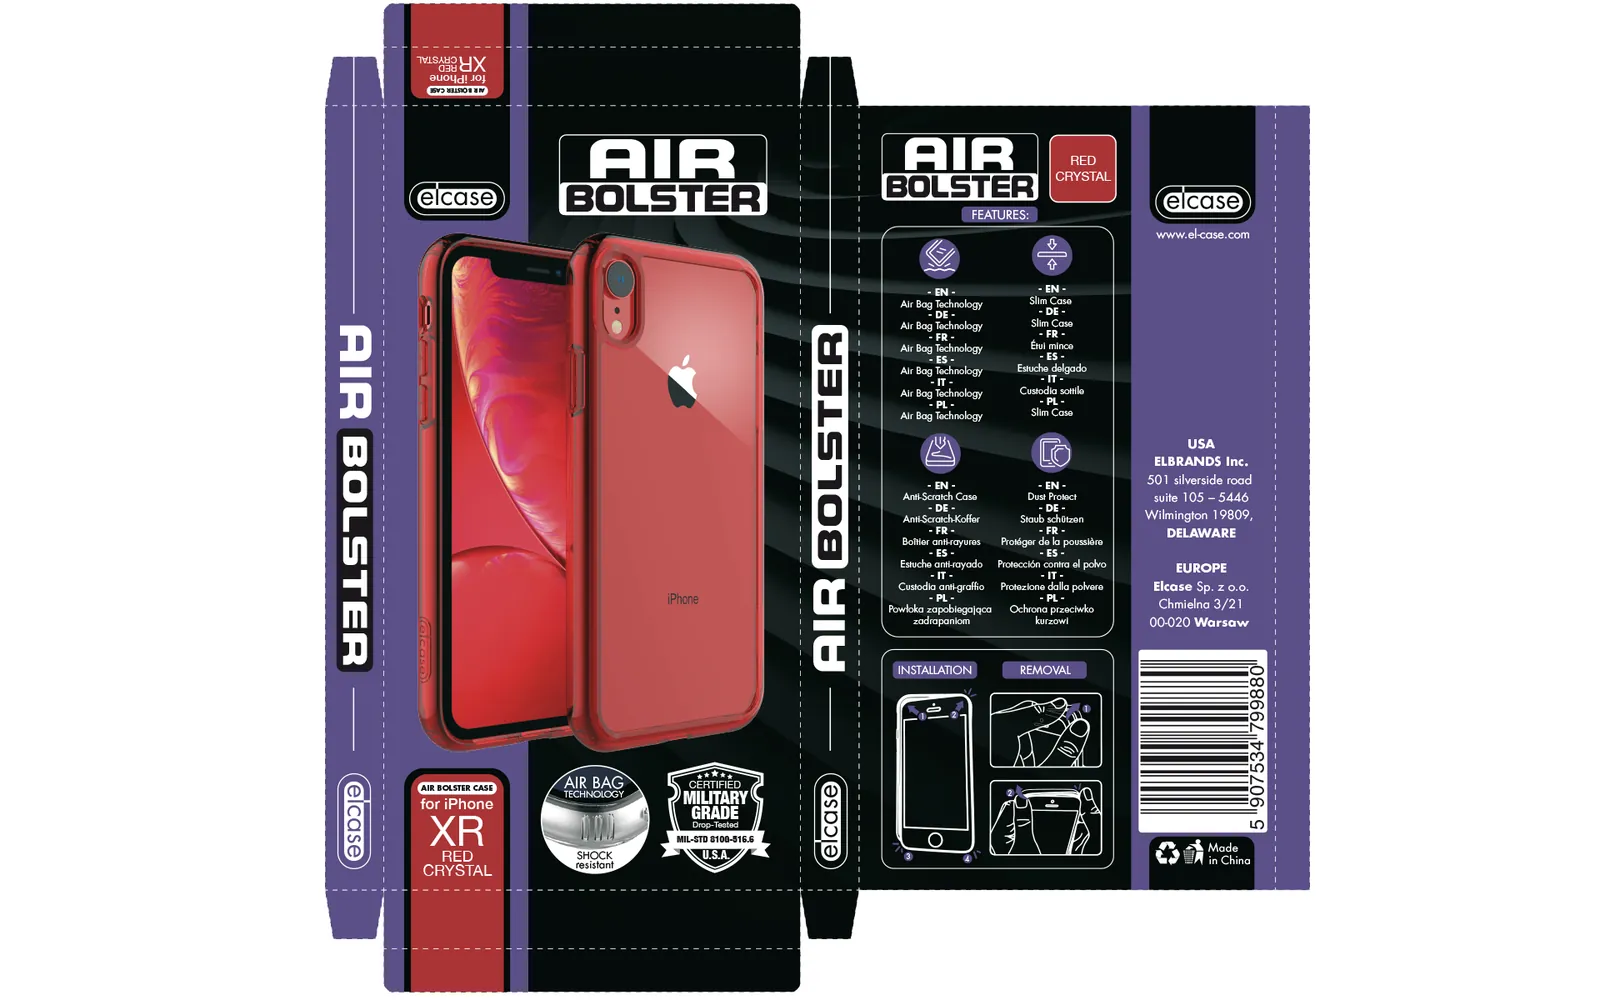 AIR BOLSTER CASE
for iPhone
XR
RED
CRYSTAL
elcase
AIR
BOLSTER
iPhone
elcase
AIR BOLSTER CASE
for iPhone
XR
RED
CRYSTAL
AIR BAG
TECHNOLOGY
SHOCK
resistant
CERTIFIED
MILITARY
GRADE
Drop-Tested
MIL-STD 810G-516.6
U.S.A.
AIR BOLSTER
elcase
AIR BOLSTER
elcase
AIR
BOLSTER
RED
CRYSTAL
FEATURES:
- EN -
Air Bag Technology
- DE -
Air Bag Technology
- FR -
Air Bag Technology
- ES -
Air Bag Technology
- IT -
Air Bag Technology
- PL -
Air Bag Technology
- EN -
Slim Case
- DE -
Slim Case
- FR -
Étui mince
- ES -
Estuche delgado
- IT -
Custodia sottile
- PL -
Slim Case
- EN -
Anti-Scratch Case
- DE -
Anti-Scratch-Koffer
- FR -
Boîtier anti-rayures
- ES -
Estuche anti-rayado
- IT -
Custodia anti-graffio
- PL -
Powłoka zapobiegająca
zadrapaniom
- EN -
Dust Protect
- DE -
Staub schützen
- FR -
Protéger de la poussière
- ES -
Protección contra el polvo
- IT -
Protezione dalla polvere
- PL -
Ochrona przeciwko
kurzowi
INSTALLATION
REMOVAL
1
2
3
4
1
2
elcase
www.el-case.com
USA
ELBRANDS Inc.
501 silverside road
suite 105 – 5446
Wilmington 19809,
DELAWARE
EUROPE
Elcase Sp. z o.o.
Chmielna 3/21
00-020 Warsaw
5 907534 799880
Made
in China